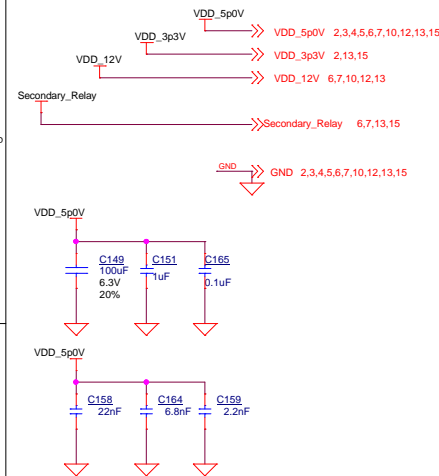 VDD_5p0V
VDD_5p0V 2,3,4,5,6,7,10,12,13,15
VDD_3p3V
VDD_3p3V 2,13,15
VDD_12V
VDD_12V 6,7,10,12,13
Secondary_Relay
Secondary_Relay 6,7,13,15
GND
GND 2,3,4,5,6,7,10,12,13,15
VDD_5p0V
C149
100uF
6.3V
20%
C151
1uF
C165
0.1uF
VDD_5p0V
C158
22nF
C164
6.8nF
C159
2.2nF